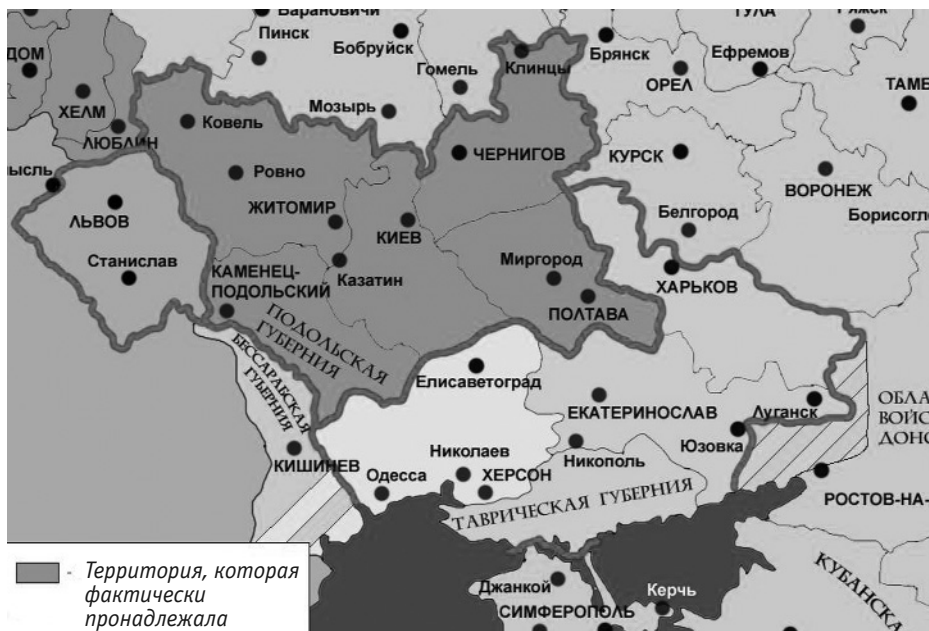 Барановичи
Пинск
Бобруйск
Гомель
Клинцы
Брянск
ОРЕЛ
Ефремов
ТУЛА
Ряжск
ДОМ
ХЕЛМ
ЛЮБЛИН
Ковель
Мозырь
ЧЕРНИГОВ
КУРСК
ТАМБ
ВОРОНЕЖ
Борисогле
мысль
ЛЬВОВ
Ровно
ЖИТОМИР
КИЕВ
Белгород
Станислав
КАМЕНЕЦ-
ПОДОЛЬСКИЙ
Казатин
Миргород
ПОЛТАВА
ХАРЬКОВ
ПОДОЛЬСКАЯ
ГУБЕРНИЯ
БЕССАРАБСКАЯ
ГУБЕРНИЯ
Елисаветоград
ЕКАТЕРИНОСЛАВ
Луганск
ОБЛА
ВОЙС
ДОНС
Юзовка
КИШИНЕВ
Одесса
Николаев
ХЕРСОН
Никополь
ТАВРИЧЕСКАЯ ГУБЕРНИЯ
РОСТОВ-НА-
Джанкой
СИМФЕРОПОЛЬ
Керчь
КУБАНСКА
- Территория, которая
фактически
пронадлежала